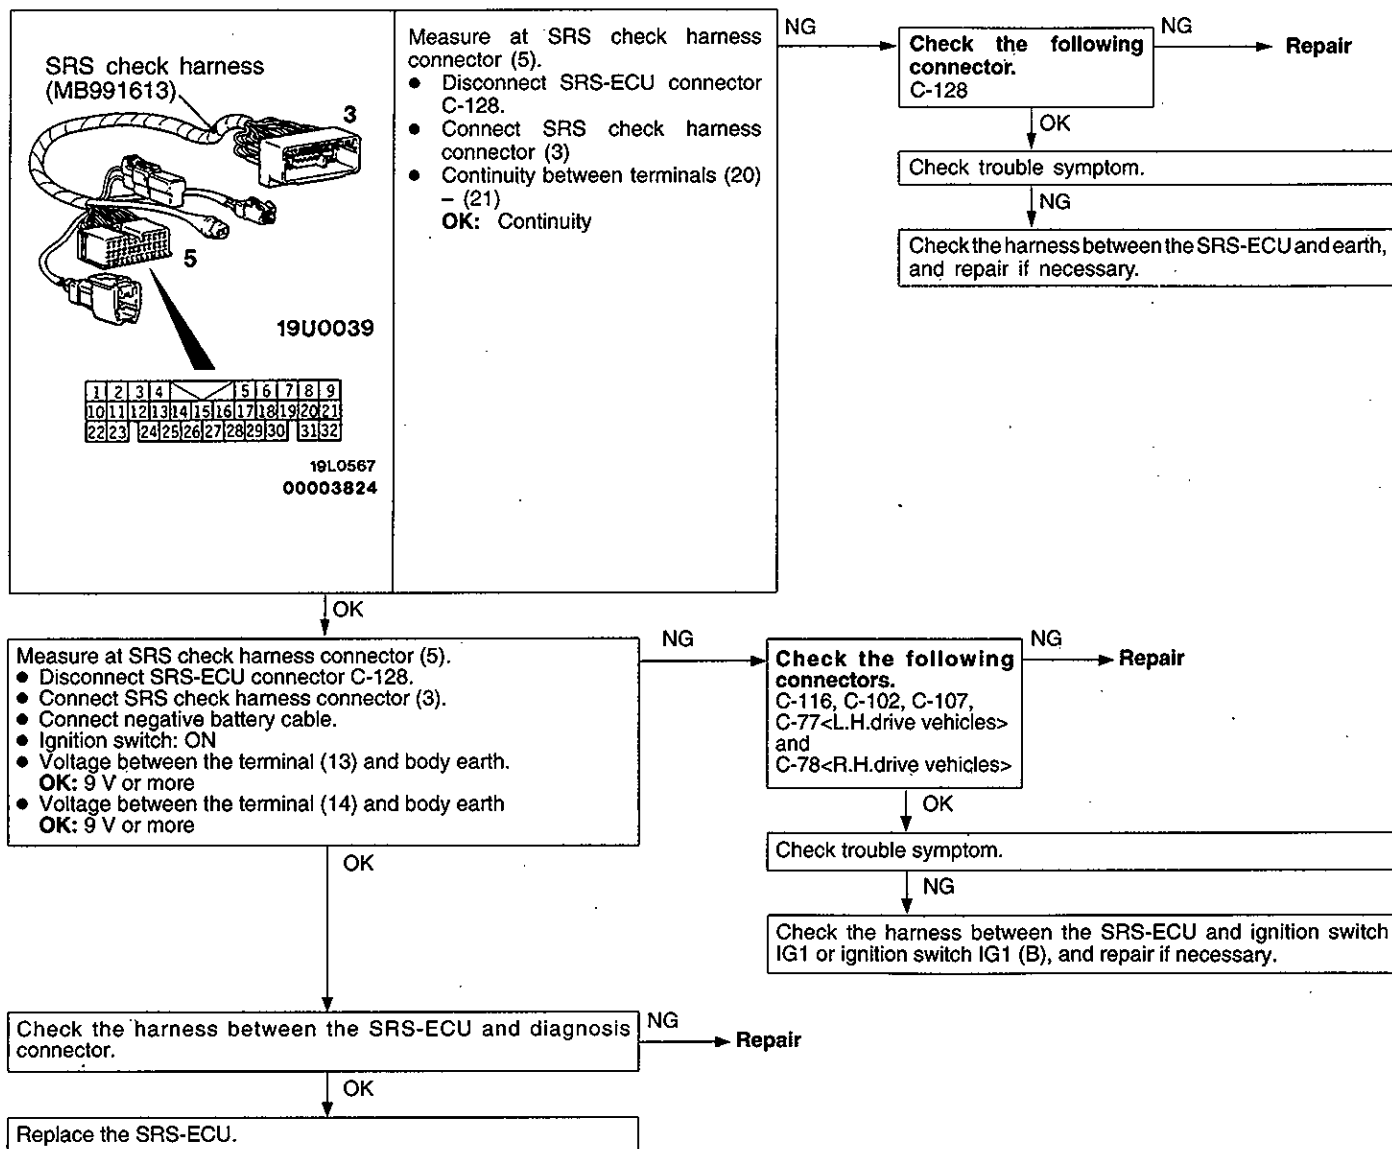 SRS check harness
(MB991613)
3
5
19U0039
1 2 3 4 5 6 7 8 9
10 11 12 13 14 15 16 17 18 19 20 21
22 23 24 25 26 27 28 29 30 31 32
19L0567
00003824
Measure at SRS check harness
connector (5).
● Disconnect SRS-ECU connector
C-128.
● Connect SRS check harness
connector (3)
● Continuity between terminals (20)
– (21)
OK: Continuity
NG
Check the following
connector.
C-128
NG
Repair
OK
Check trouble symptom.
NG
Check the harness between the SRS-ECU and earth,
and repair if necessary.
OK
Measure at SRS check harness connector (5).
● Disconnect SRS-ECU connector C-128.
● Connect SRS check harness connector (3).
● Connect negative battery cable.
● Ignition switch: ON
● Voltage between the terminal (13) and body earth.
OK: 9 V or more
● Voltage between the terminal (14) and body earth
OK: 9 V or more
NG
Check the following
connectors.
C-116, C-102, C-107,
C-77<L.H.drive vehicles>
and
C-78<R.H.drive vehicles>
NG
Repair
OK
Check trouble symptom.
NG
Check the harness between the SRS-ECU and ignition switch
IG1 or ignition switch IG1 (B), and repair if necessary.
OK
Check the harness between the SRS-ECU and diagnosis
connector.
NG
Repair
OK
Replace the SRS-ECU.